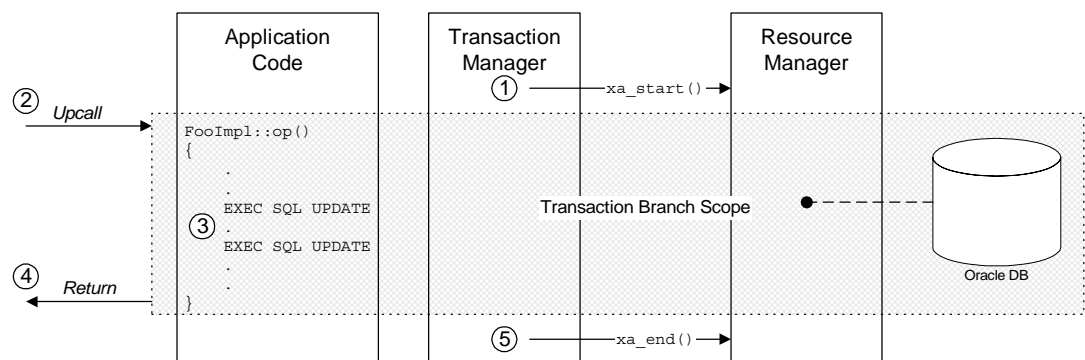 Application
Code
Transaction
Manager
Resource
Manager
1 xa_start()
2 Upcall
FooImpl::op()
{
.
.
EXEC SQL UPDATE
3 .
EXEC SQL UPDATE
.
.
}
Transaction Branch Scope
Oracle DB
4 Return
5 xa_end()